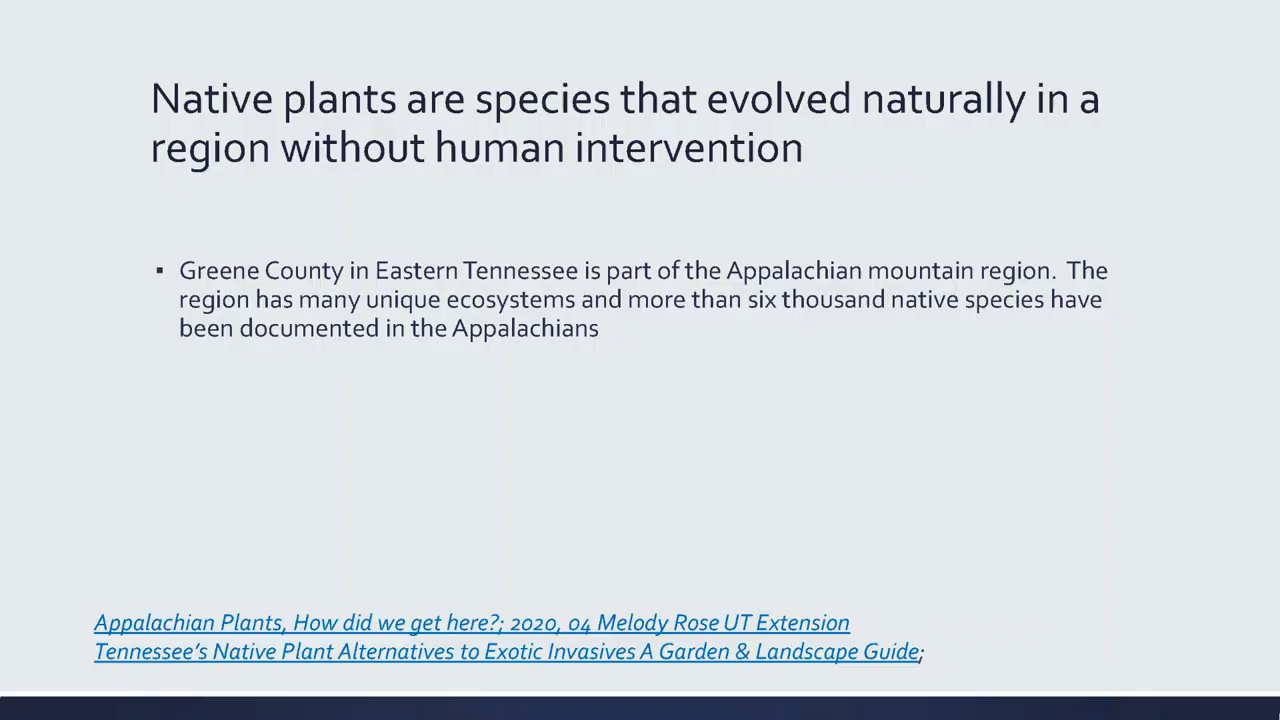 Native plants are species that evolved naturally in a
region without human intervention
▪ Greene County in Eastern Tennessee is part of the Appalachian mountain region.  The
region has many unique ecosystems and more than six thousand native species have
been documented in the Appalachians
Appalachian Plants, How did we get here?; 2020, 04 Melody Rose UT Extension
Tennessee’s Native Plant Alternatives to Exotic Invasives A Garden & Landscape Guide;